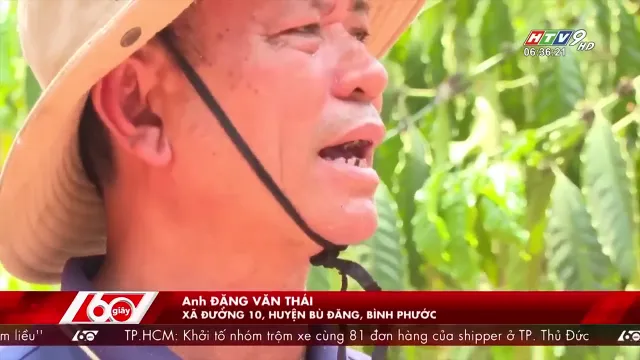 HTV9 HD
06:36:21
60 giây
Anh ĐẶNG VĂN THÁI
XÃ ĐƯỜNG 10, HUYỆN BÙ ĐĂNG, BÌNH PHƯỚC
m liều" TP.HCM: Khởi tố nhóm trộm xe cùng 81 đơn hàng của shipper ở TP. Thủ Đức